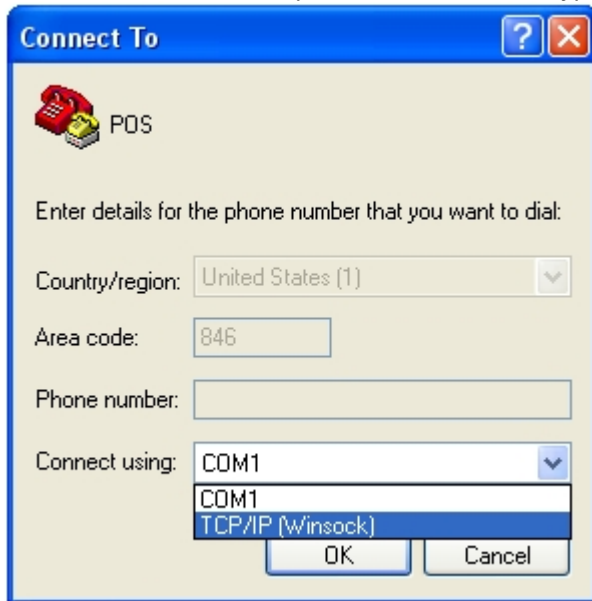 Connect To
POS
Enter details for the phone number that you want to dial:
Country/region: United States (1)
Area code: 846
Phone number:
Connect using: COM1
COM1
TCP/IP (Winsock)
OK Cancel